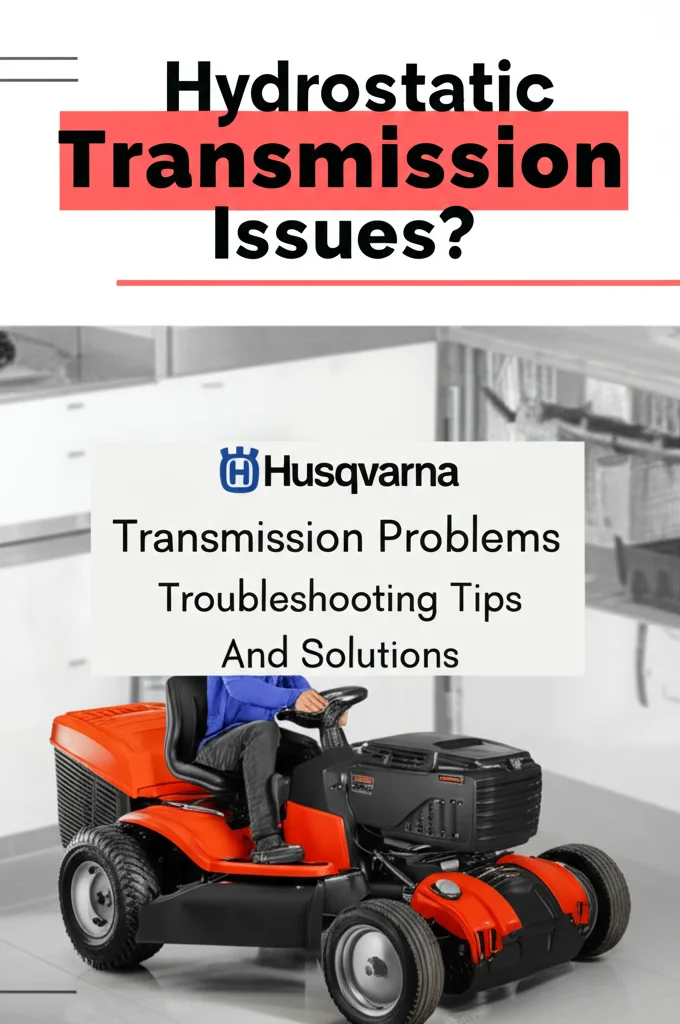 Hydrostatic
Transmission
Issues?
Husqvarna
Transmission Problems
Troubleshooting Tips
And Solutions